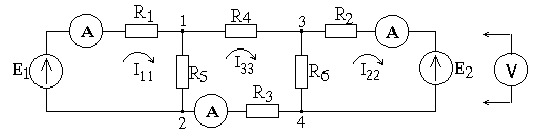 R1 1 R4 3 R2
A A
E1 I11 R5 I33 R6 I22 E2 V
R3
2 A 4